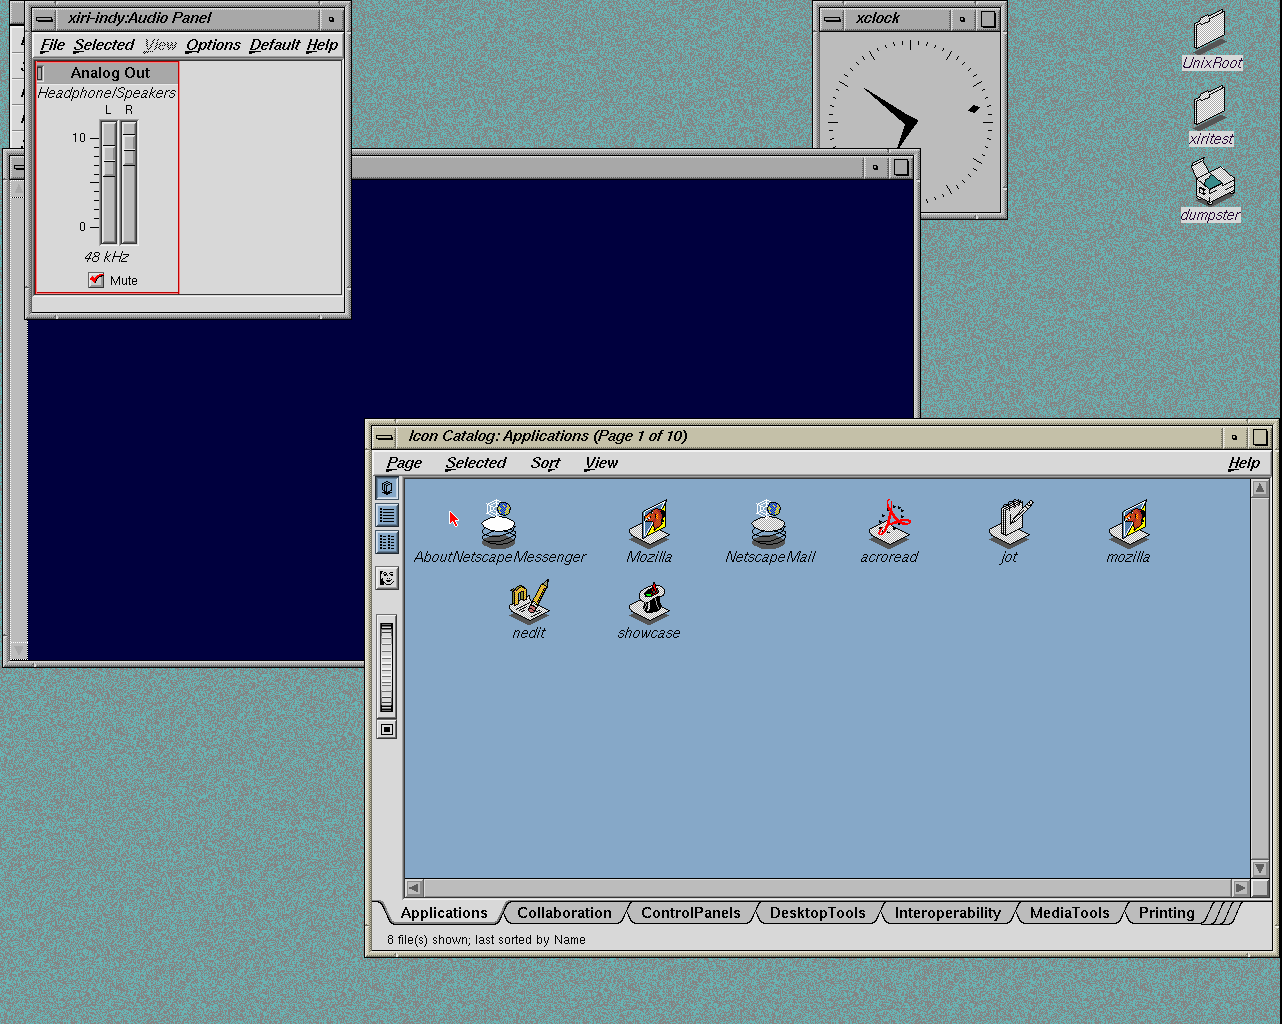 xiri-indy:Audio Panel
File Selected View Options Default Help
Analog Out
Headphone/Speakers
L R
10
0
48 kHz
Mute
xclock
UnixRoot
xiritest
dumpster
Icon Catalog: Applications (Page 1 of 10)
Page Selected Sort View Help
AboutNetscapeMessenger Mozilla NetscapeMail acroread jot mozilla
nedit showcase
Applications Collaboration ControlPanels DesktopTools Interoperability MediaTools Printing
8 file(s) shown; last sorted by Name